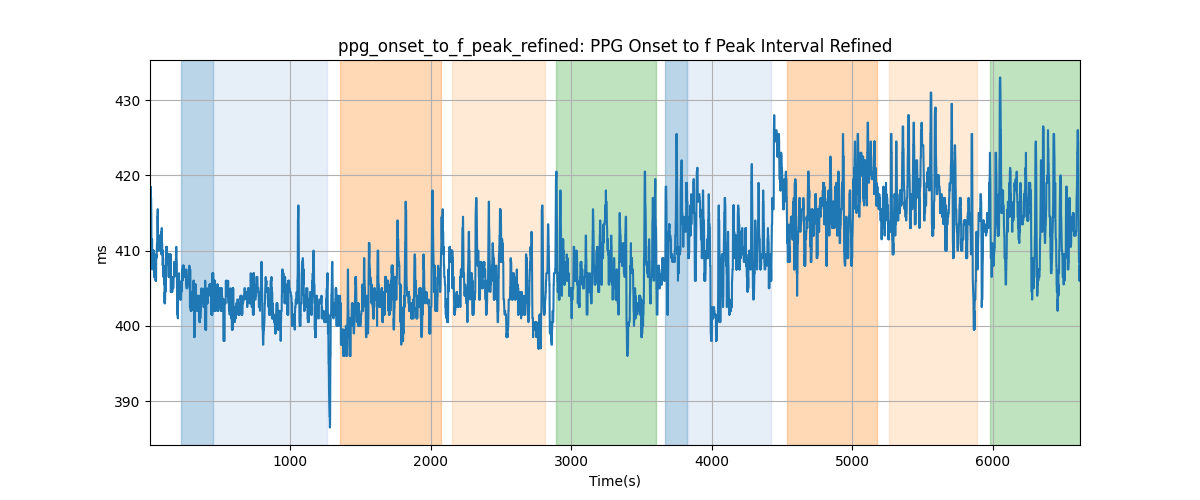 ppg_onset_to_f_peak_refined: PPG Onset to f Peak Interval Refined
430
420
410
400
390
ms
1000 2000 3000 4000 5000 6000
Time(s)